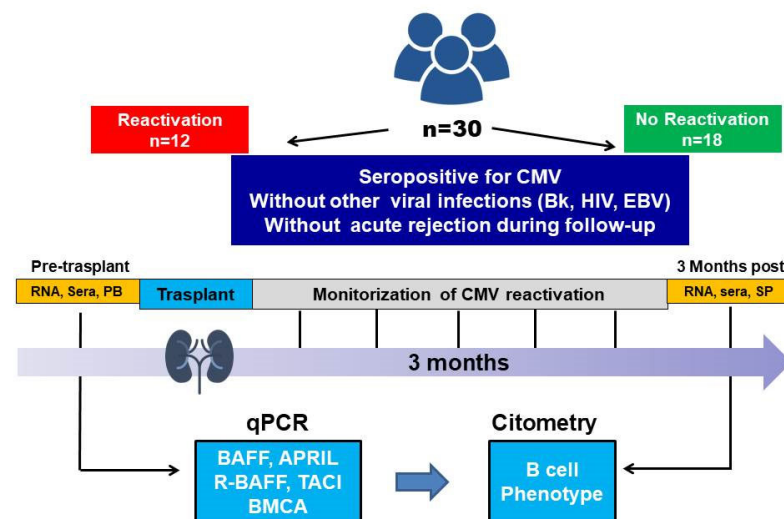 n=30
Reactivation
n=12
No Reactivation
n=18
Seropositive for CMV
Without other viral infections (Bk, HIV, EBV)
Without acute rejection during follow-up
Pre-trasplant
3 Months post
RNA, Sera, PB
Trasplant
Monitorization of CMV reactivation
RNA, sera, SP
3 months
qPCR
Citometry
BAFF, APRIL
R-BAFF, TACI
BMCA
B cell
Phenotype